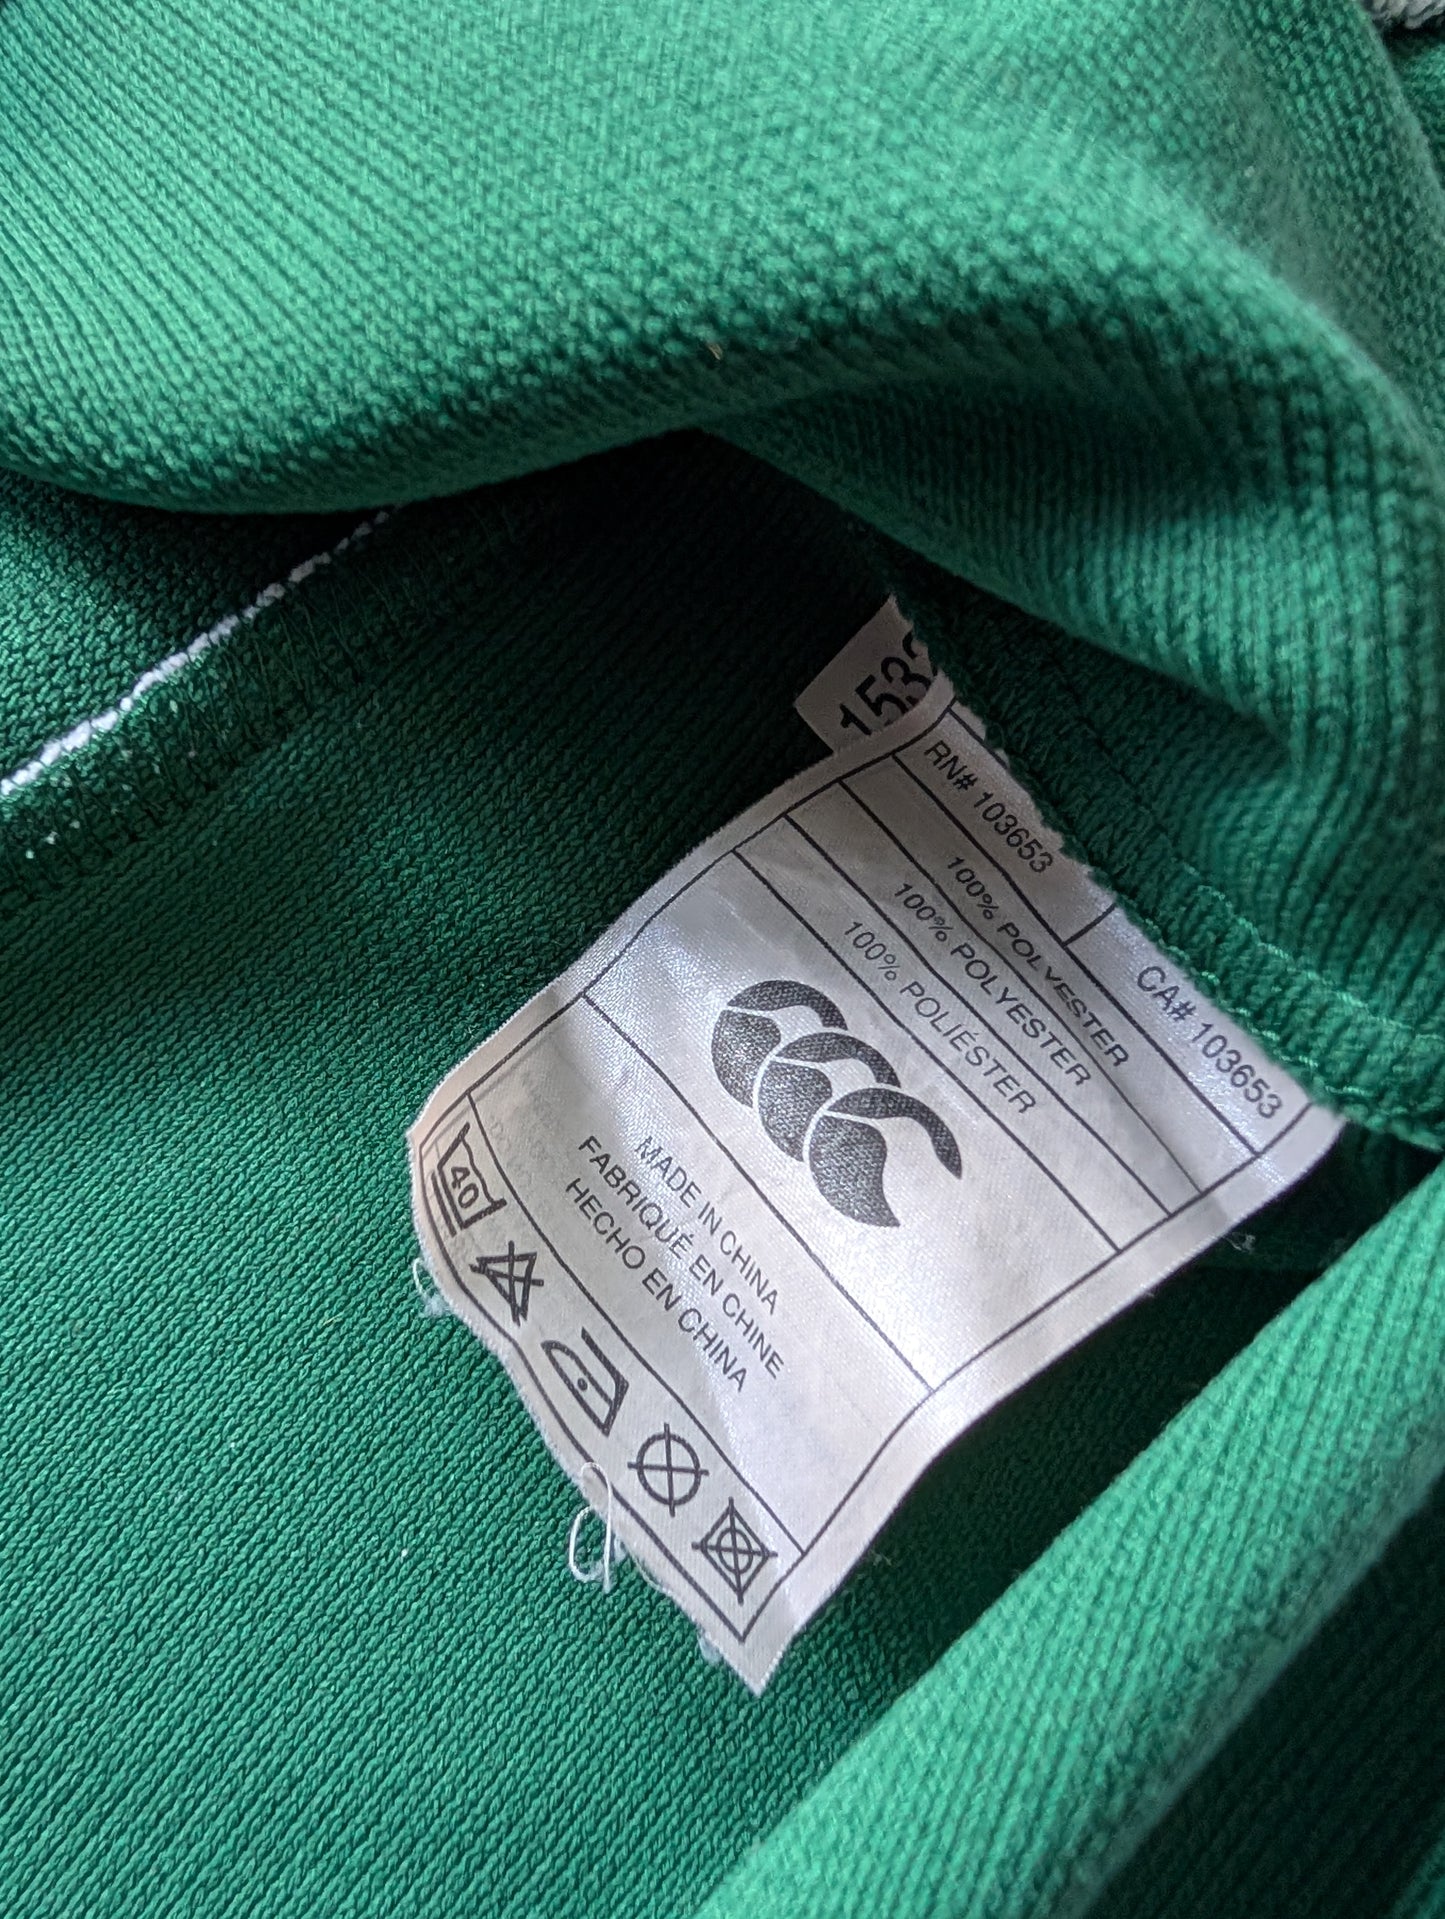 RN# 103653
CA# 103653
100% POLYESTER
100% POLYESTER
100% POLIÉSTER
MADE IN CHINA
FABRIQUÉ EN CHINE
HECHO EN CHINA
40